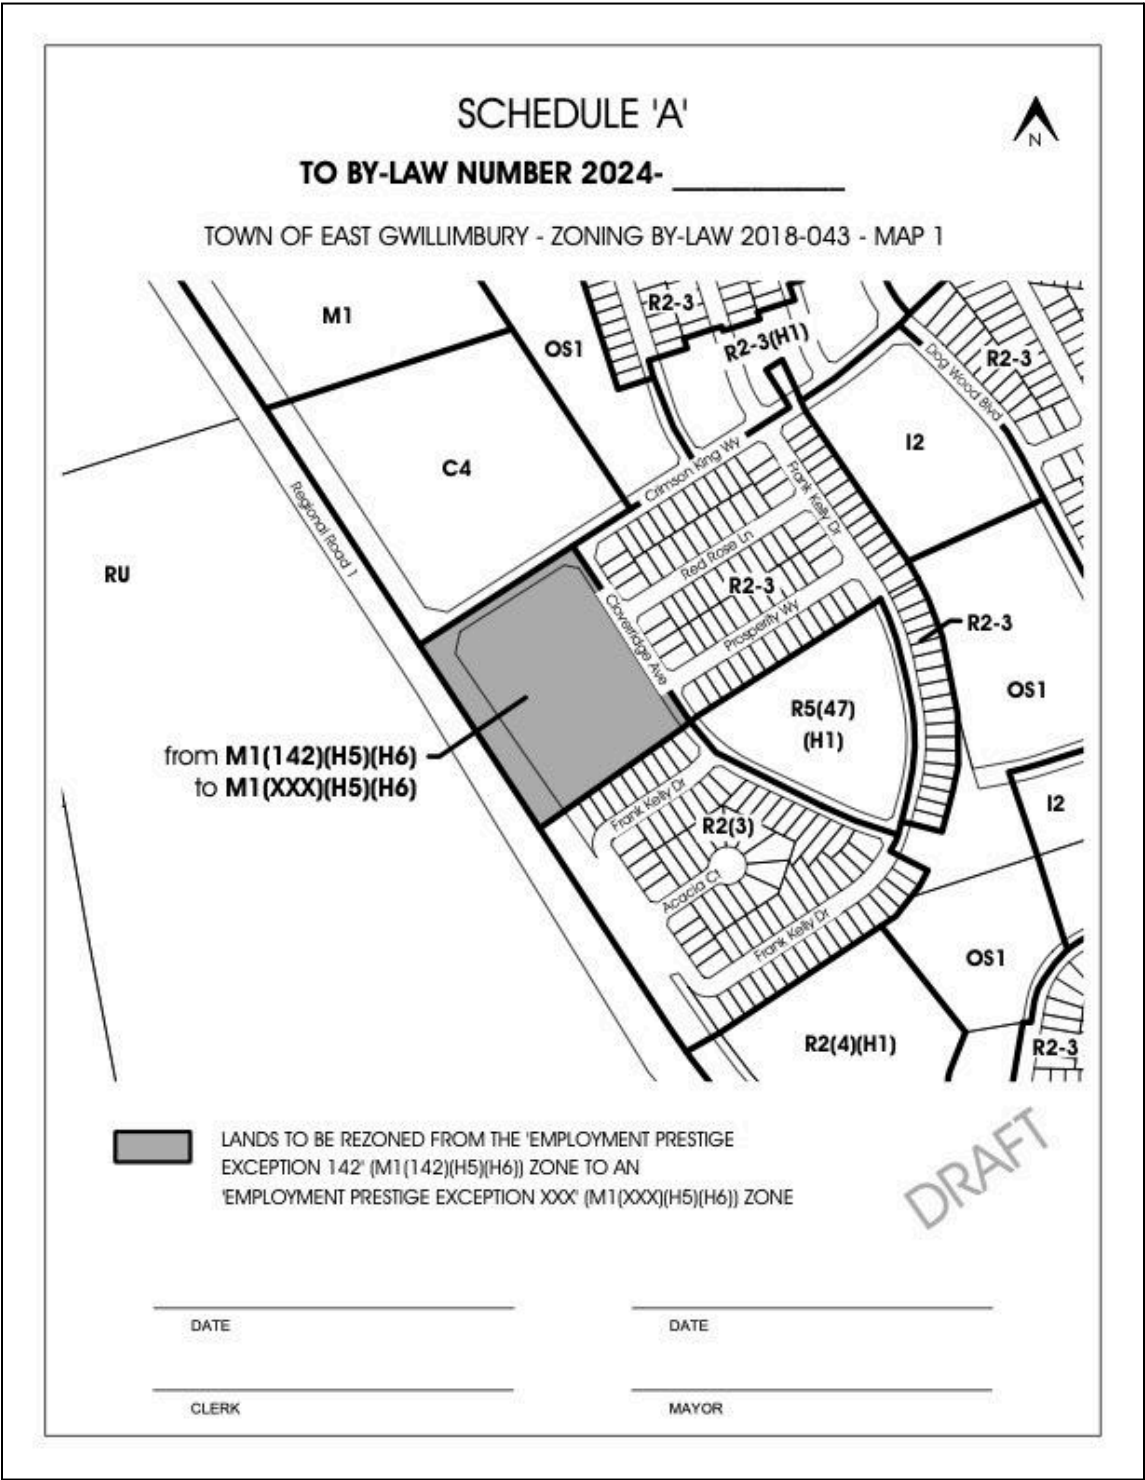 SCHEDULE 'A'
N
TO BY-LAW NUMBER 2024- ___________
TOWN OF EAST GWILLIMBURY - ZONING BY-LAW 2018-043 - MAP 1
M1
R2-3
OS1
R2-3(H1)
Dog Wood Blvd
R2-3
I2
C4
Crimson King Wy
Frank Kelly Dr
Regional Road 1
Red Rose Ln
RU
R2-3
Cloverridge Ave
Prosperity Wy
R2-3
OS1
R5(47)
(H1)
from M1(142)(H5)(H6)
to M1(XXX)(H5)(H6)
Frank Kelly Dr
I2
R2(3)
Acacia Ct
Frank Kelly Dr
OS1
R2(4)(H1)
R2-3
LANDS TO BE REZONED FROM THE 'EMPLOYMENT PRESTIGE
EXCEPTION 142' (M1(142)(H5)(H6)) ZONE TO AN
'EMPLOYMENT PRESTIGE EXCEPTION XXX' (M1(XXX)(H5)(H6)) ZONE
DRAFT
DATE
DATE
CLERK
MAYOR